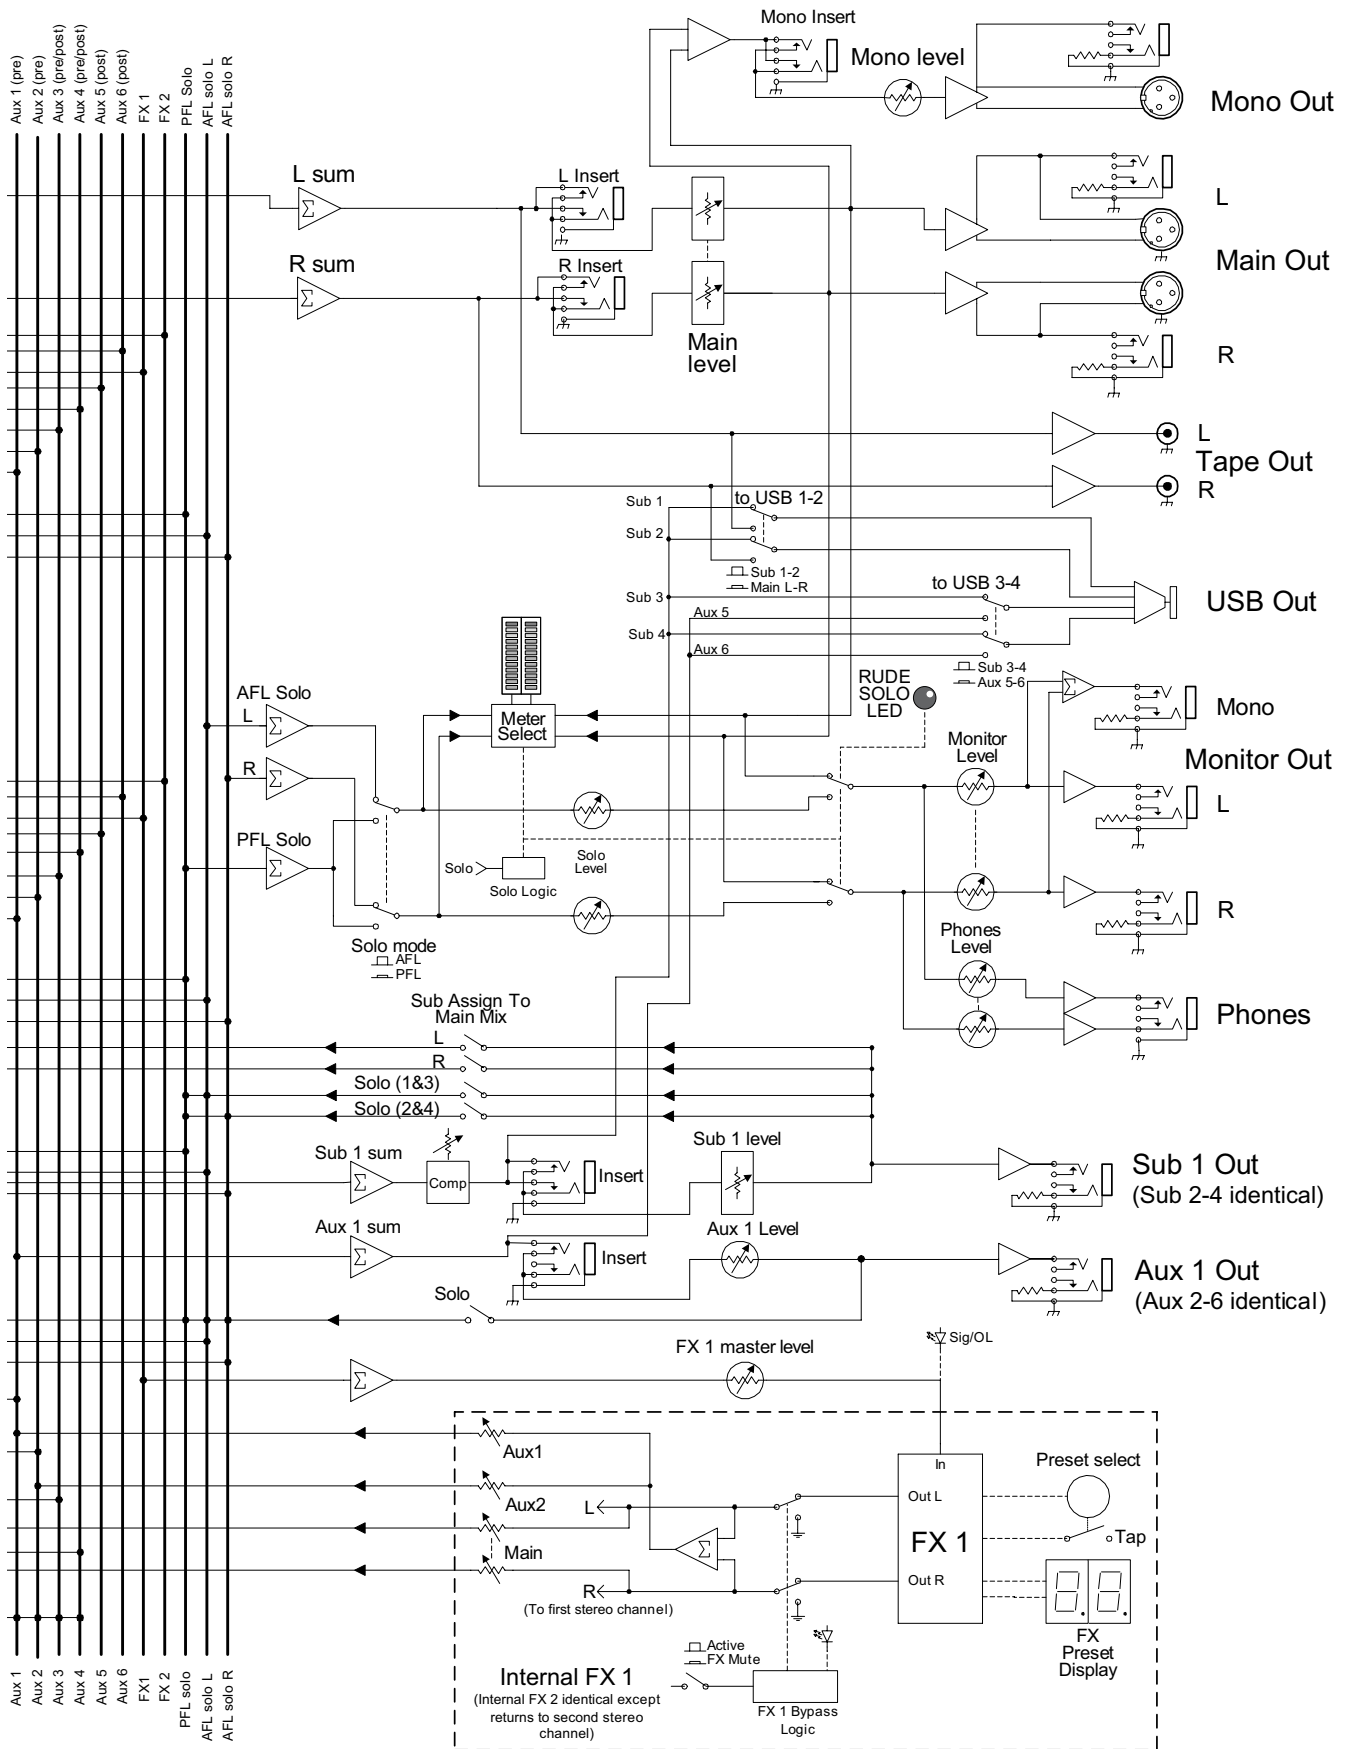 Aux 1 (pre)
Aux 2 (pre)
Aux 3 (pre/post)
Aux 4 (pre/post)
Aux 5 (post)
Aux 6 (post)
FX 1
FX 2
PFL Solo
AFL solo L
AFL solo R
Mono Insert
Mono level
Mono Out
L sum
L Insert
L
Main Out
R sum
R Insert
Main
level
R
L
Tape Out
R
Sub 1
to USB 1-2
Sub 2
Sub 1-2
Main L-R
to USB 3-4
Sub 3
Aux 5
USB Out
Sub 4
Aux 6
Sub 3-4
Aux 5-6
RUDE
SOLO
LED
AFL Solo
L
Meter
Select
Mono
Monitor
Level
Monitor Out
R
L
PFL Solo
Solo
Solo Logic
Solo
Level
R
Phones
Level
Solo mode
AFL
PFL
Phones
Sub Assign To
Main Mix
L
R
Solo (1&3)
Solo (2&4)
Sub 1 sum
Comp
Insert
Sub 1 level
Sub 1 Out
(Sub 2-4 identical)
Aux 1 sum
Insert
Aux 1 Level
Aux 1 Out
(Aux 2-6 identical)
Solo
Sig/OL
FX 1 master level
Aux1
In
Preset select
Aux2
L
Out L
FX 1
Tap
Main
Out R
R
(To first stereo channel)
FX
Preset
Display
Active
FX Mute
Internal FX 1
(Internal FX 2 identical except
returns to second stereo
channel)
FX 1 Bypass
Logic
Aux 1
Aux 2
Aux 3
Aux 4
Aux 5
Aux 6
FX1
FX 2
PFL solo
AFL solo L
AFL solo R